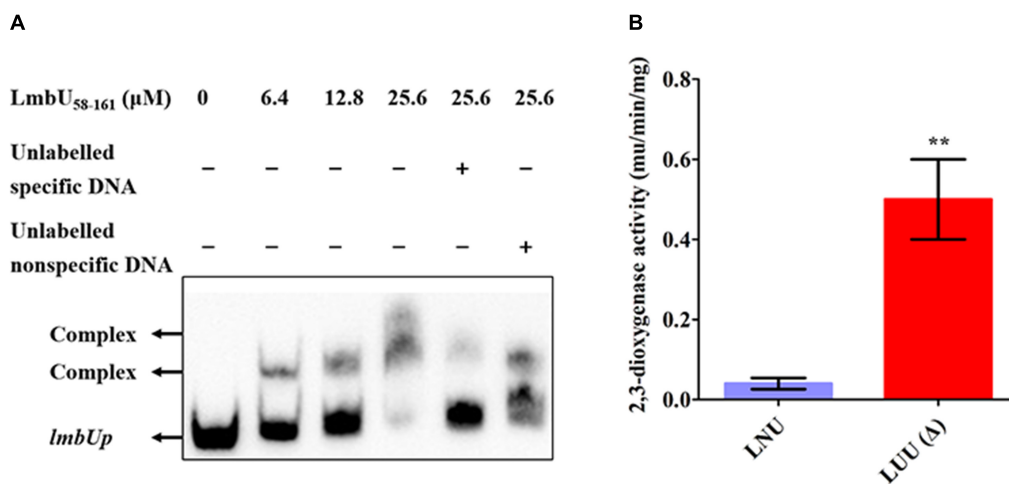 A
LmbU58-161 (μM) 0 6.4 12.8 25.6 25.6 25.6
Unlabelled
specific DNA
– – – – + –
Unlabelled
nonspecific DNA
– – – – – +
Complex
Complex
lmbUp
B
2,3-dioxygenase activity (mu/min/mg)
0.8
0.6
0.4
0.2
0.0
**
LNU
LUU (Δ)